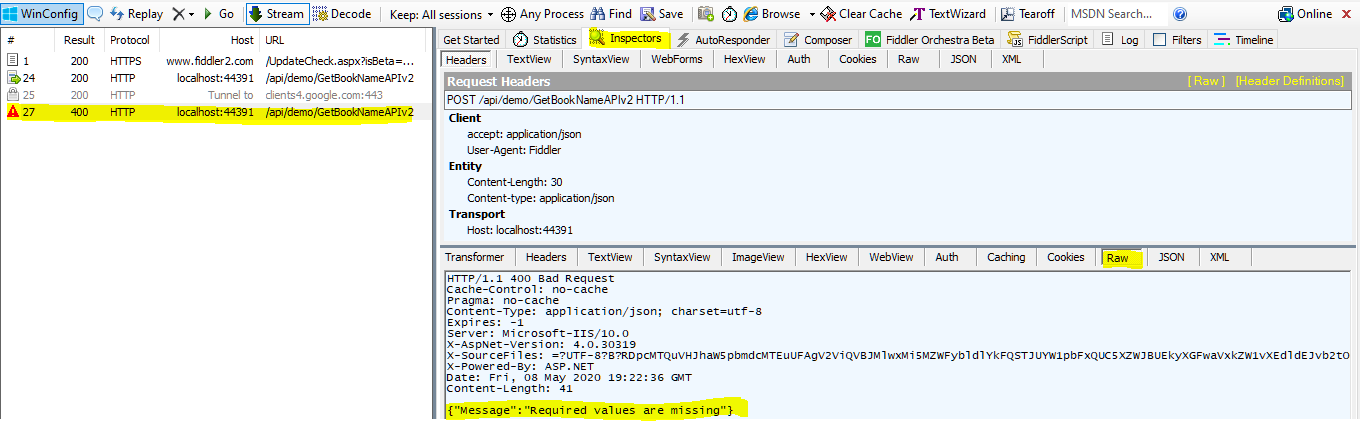 WinConfig Replay Go Stream Decode Keep: All sessions Any Process Find Save Browse Clear Cache TextWizard Tearoff MSDN Search... Online
# Result Protocol Host URL
1 200 HTTPS www.fiddler2.com /UpdateCheck.aspx?isBeta=...
24 200 HTTP localhost:44391 /api/demo/GetBookNameAPIv2
25 200 HTTP Tunnel to clients4.google.com:443
27 400 HTTP localhost:44391 /api/demo/GetBookNameAPIv2
Get Started Statistics Inspectors AutoResponder Composer FO Fiddler Orchestra Beta FiddlerScript Log Filters Timeline
Headers TextView SyntaxView WebForms HexView Auth Cookies Raw JSON XML
Request Headers [ Raw ] [Header Definitions]
POST /api/demo/GetBookNameAPIv2 HTTP/1.1
Client
accept: application/json
User-Agent: Fiddler
Entity
Content-Length: 30
Content-type: application/json
Transport
Host: localhost:44391
Transformer Headers TextView SyntaxView ImageView HexView WebView Auth Caching Cookies Raw JSON XML
HTTP/1.1 400 Bad Request
Cache-Control: no-cache
Pragma: no-cache
Content-Type: application/json; charset=utf-8
Expires: -1
Server: Microsoft-IIS/10.0
X-AspNet-Version: 4.0.30319
X-SourceFiles:
X-Powered-By: ASP.NET
Date: Fri, 08 May 2020 19:22:36 GMT
Content-Length: 41
{"Message":"Required values are missing"}